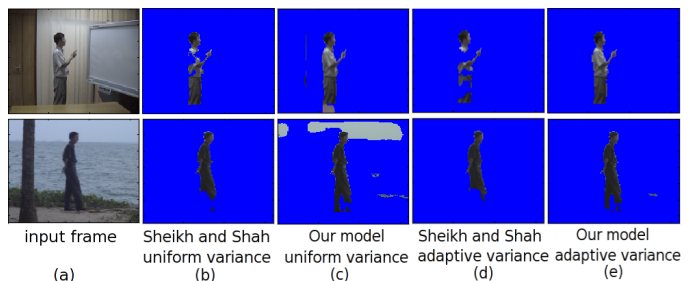 input frame
(a)
Sheikh and Shah
uniform variance
(b)
Our model
uniform variance
(c)
Sheikh and Shah
adaptive variance
(d)
Our model
adaptive variance
(e)